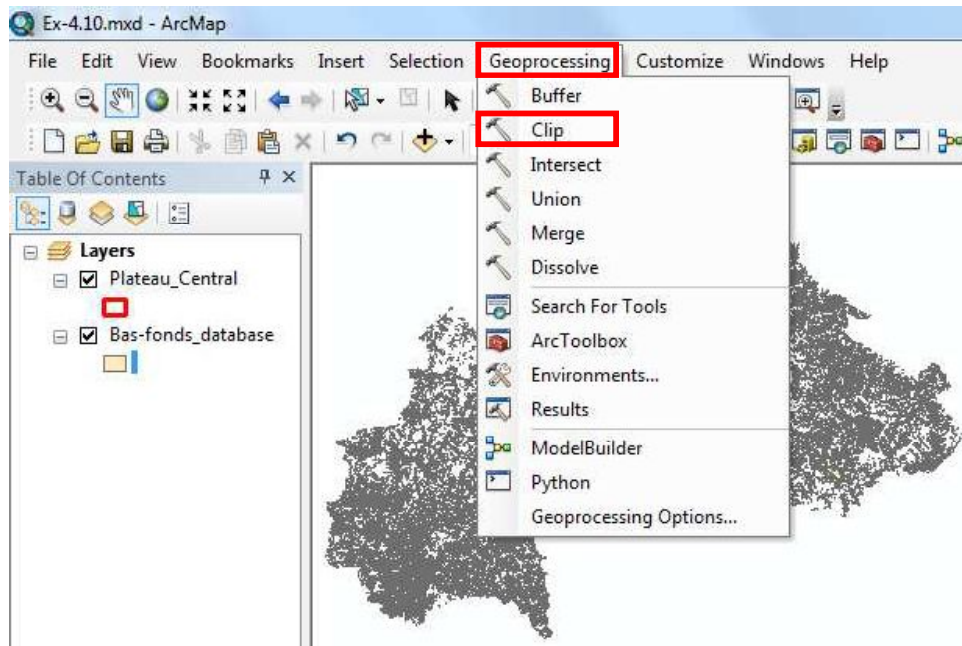 Ex-4.10.mxd - ArcMap
File Edit View Bookmarks Insert Selection Geoprocessing Customize Windows Help
Buffer
Clip
Intersect
Union
Merge
Dissolve
Search For Tools
ArcToolbox
Environments...
Results
ModelBuilder
Python
Geoprocessing Options...
Table Of Contents
Layers
Plateau_Central
Bas-fonds_database